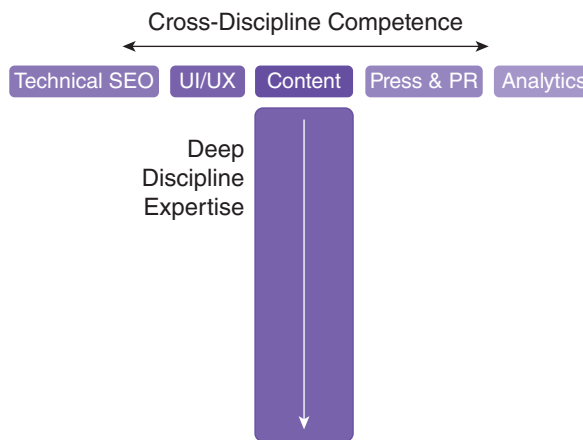 Cross-Discipline Competence
Technical SEO UI/UX Content Press & PR Analytics
Deep
Discipline
Expertise